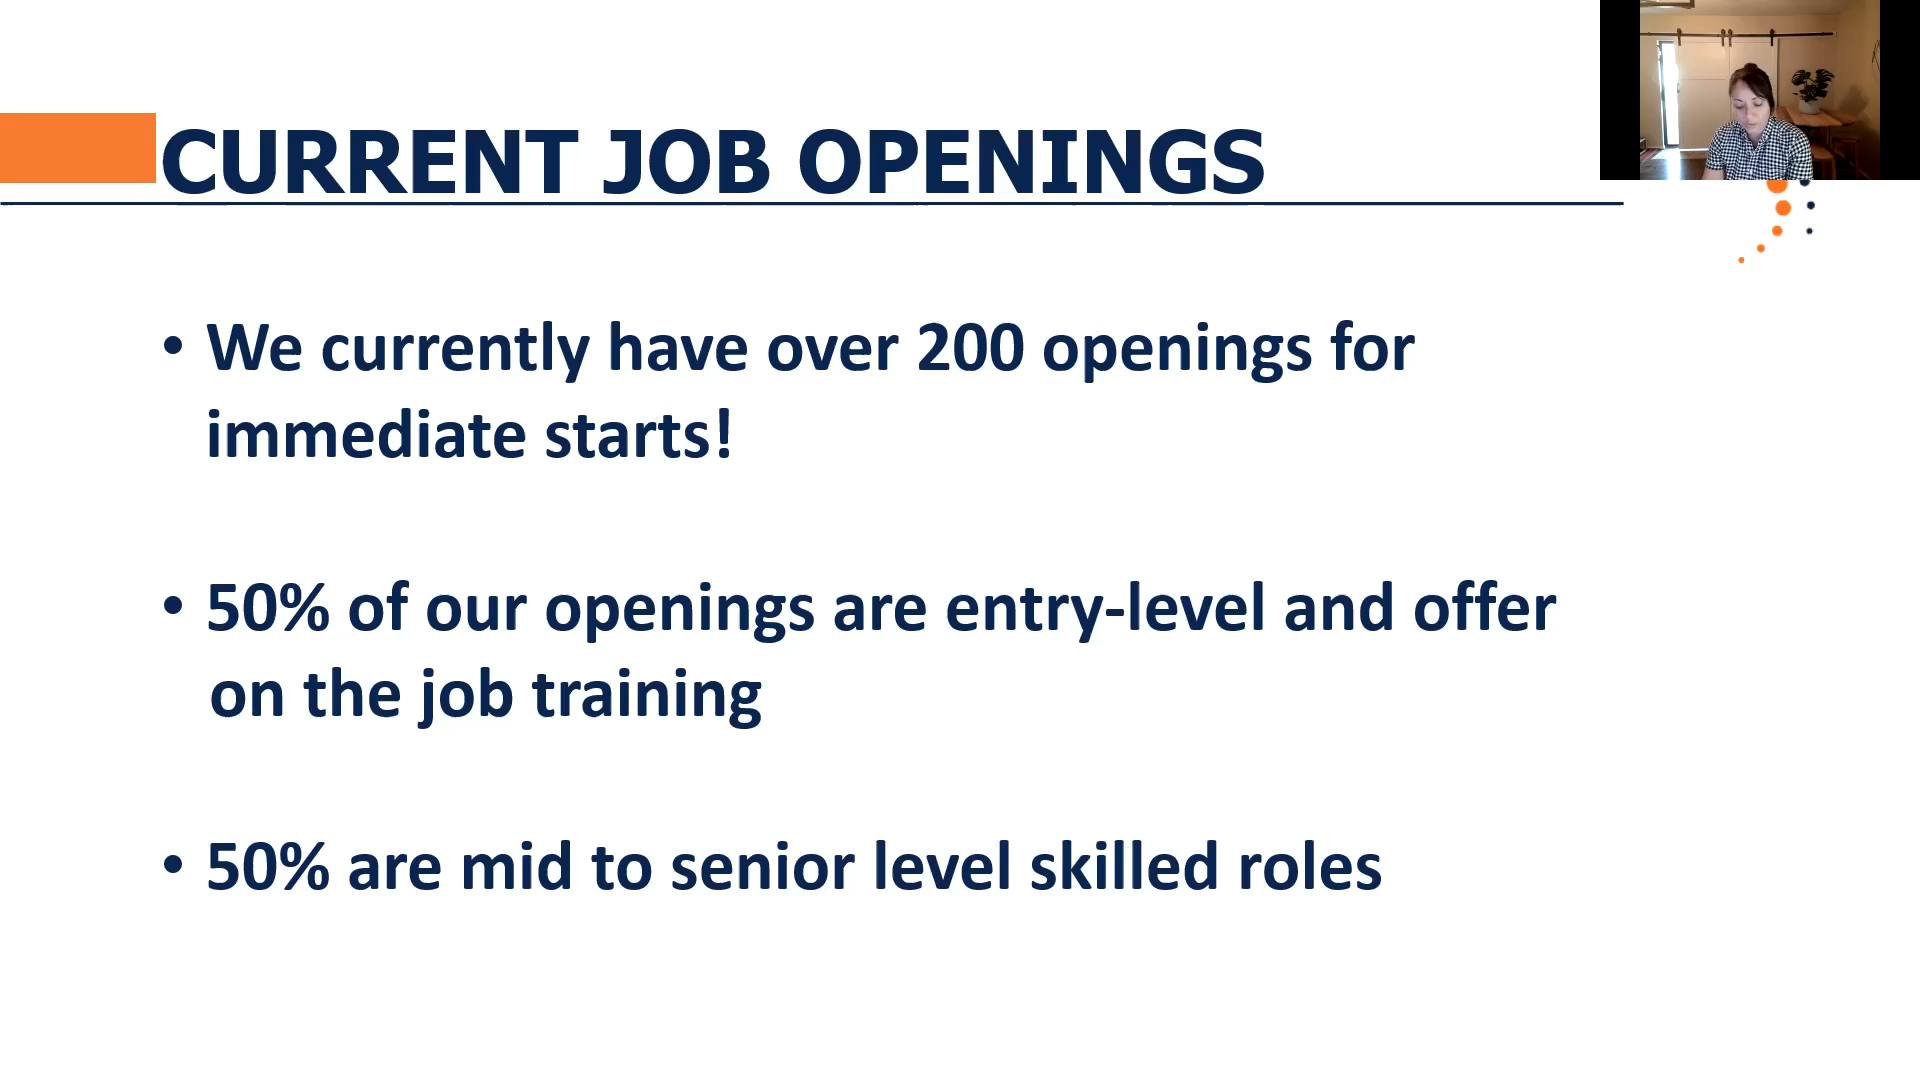 CURRENT JOB OPENINGS
• We currently have over 200 openings for
immediate starts!
• 50% of our openings are entry-level and offer
on the job training
• 50% are mid to senior level skilled roles